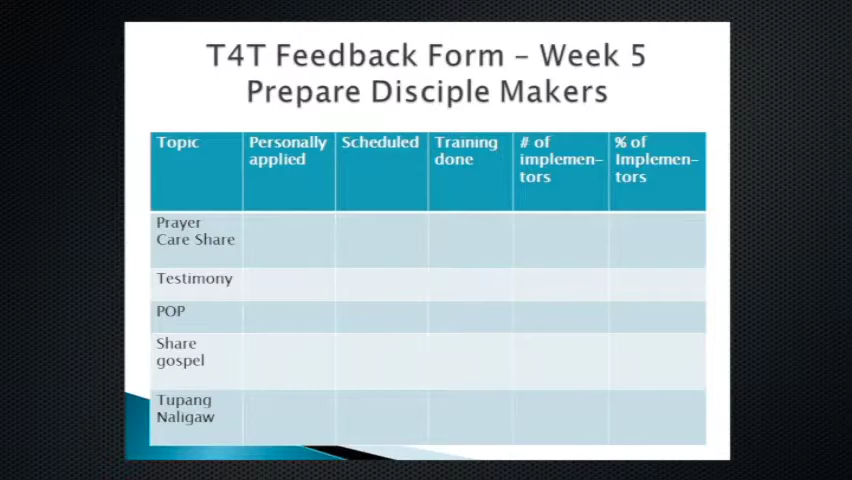 T4T Feedback Form – Week 5
Prepare Disciple Makers
Topic
Personally
applied
Scheduled
Training
done
# of
implemen-
tors
% of
Implemen-
tors
Prayer
Care Share
Testimony
POP
Share
gospel
Tupang
Naligaw